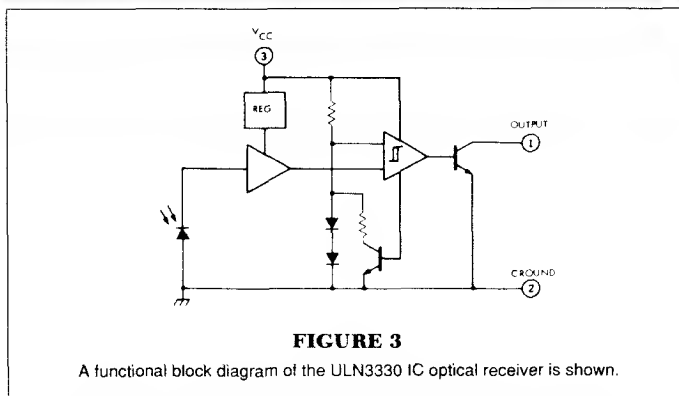 VCC
3
REG
OUTPUT
1
CROUND
2
FIGURE 3
A functional block diagram of the ULN3330 IC optical receiver is shown.